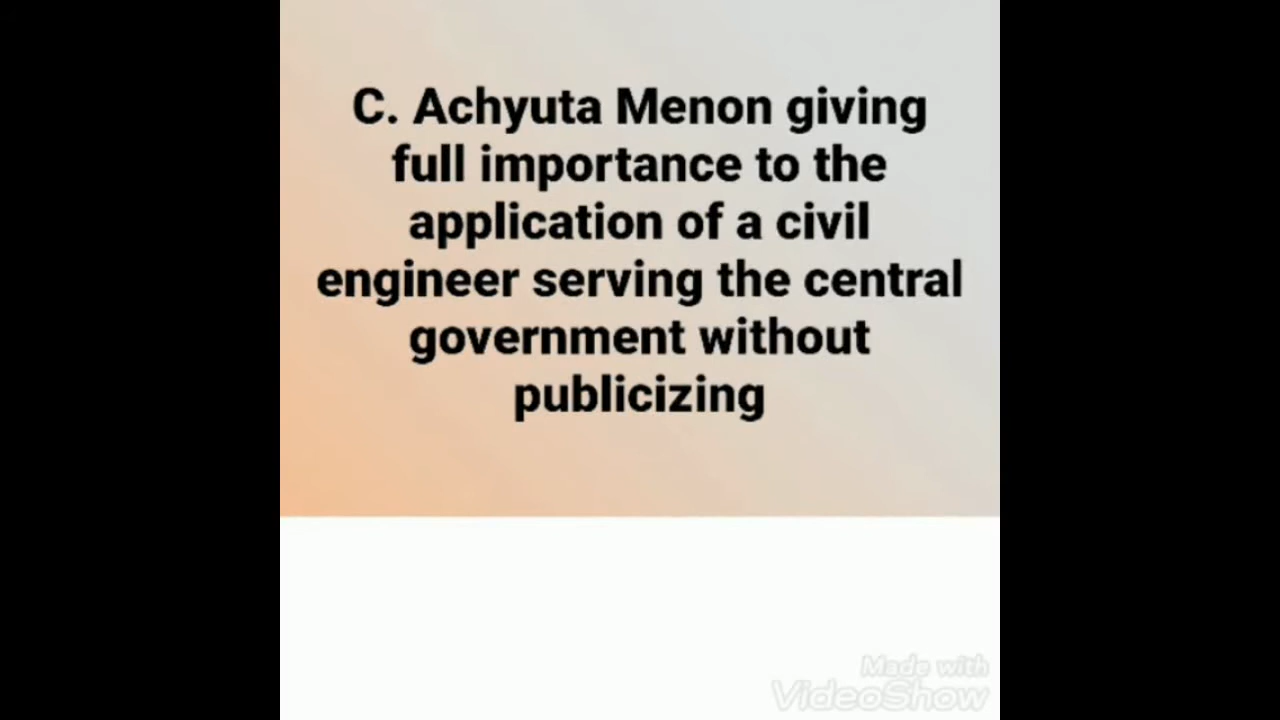 C. Achyuta Menon giving
full importance to the
application of a civil
engineer serving the central
government without
publicizing
Made with
VideoShow